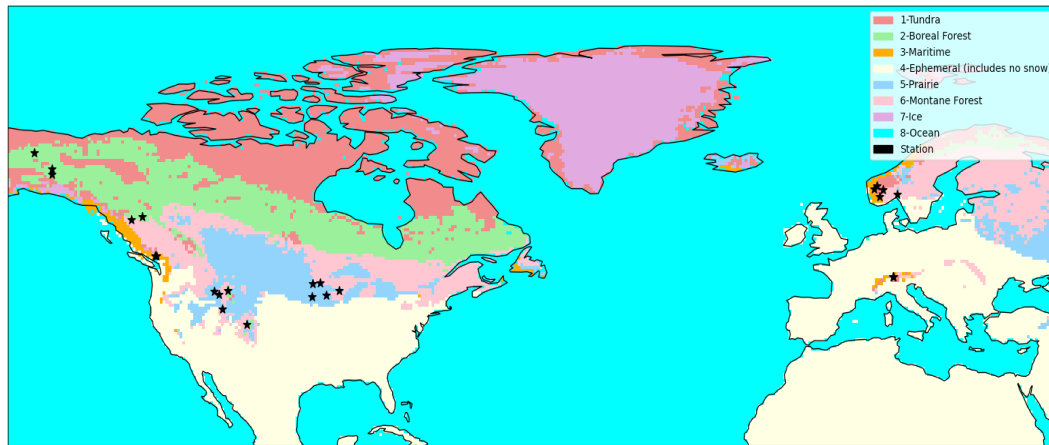 1-Tundra
2-Boreal Forest
3-Maritime
4-Ephemeral (includes no snow
5-Prairie
6-Montane Forest
7-Ice
8-Ocean
Station